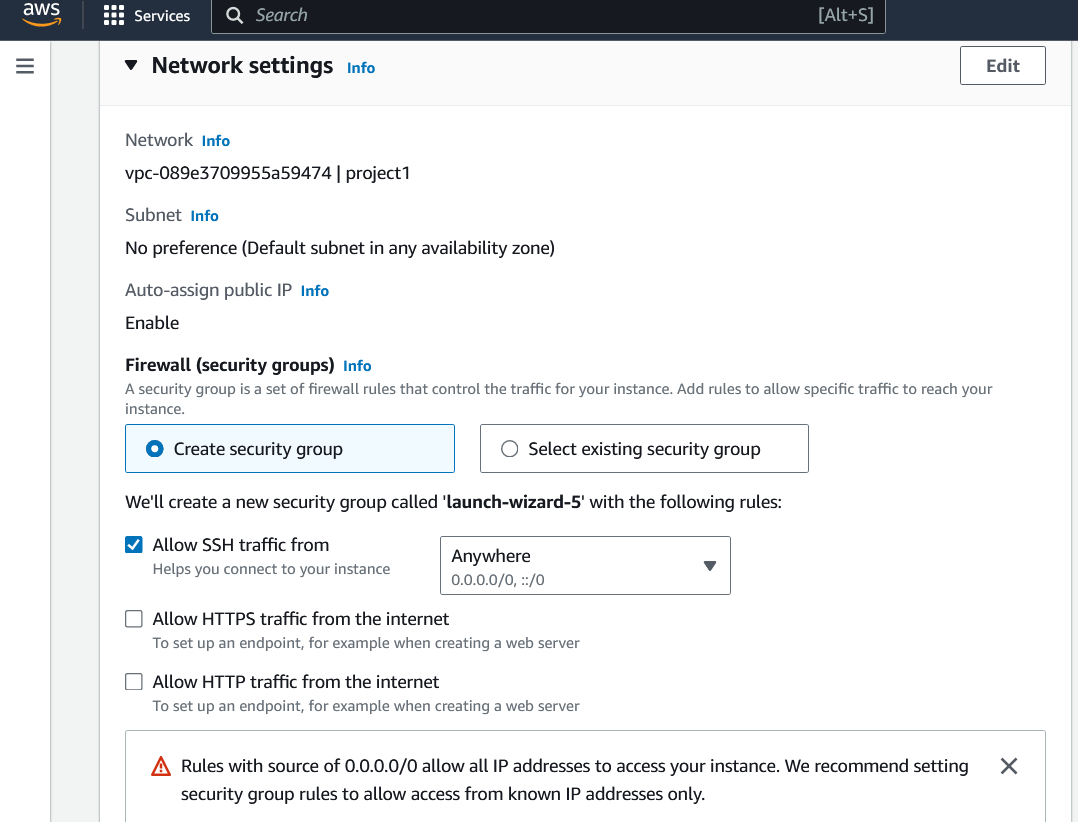 aws
Services
Search
[Alt+S]
Network settings Info
Edit
Network Info
vpc-089e3709955a59474 | project1
Subnet Info
No preference (Default subnet in any availability zone)
Auto-assign public IP Info
Enable
Firewall (security groups) Info
A security group is a set of firewall rules that control the traffic for your instance. Add rules to allow specific traffic to reach your
instance.
Create security group
Select existing security group
We'll create a new security group called 'launch-wizard-5' with the following rules:
Allow SSH traffic from
Helps you connect to your instance
Anywhere
0.0.0.0/0, ::/0
Allow HTTPS traffic from the internet
To set up an endpoint, for example when creating a web server
Allow HTTP traffic from the internet
To set up an endpoint, for example when creating a web server
Rules with source of 0.0.0.0/0 allow all IP addresses to access your instance. We recommend setting
security group rules to allow access from known IP addresses only.